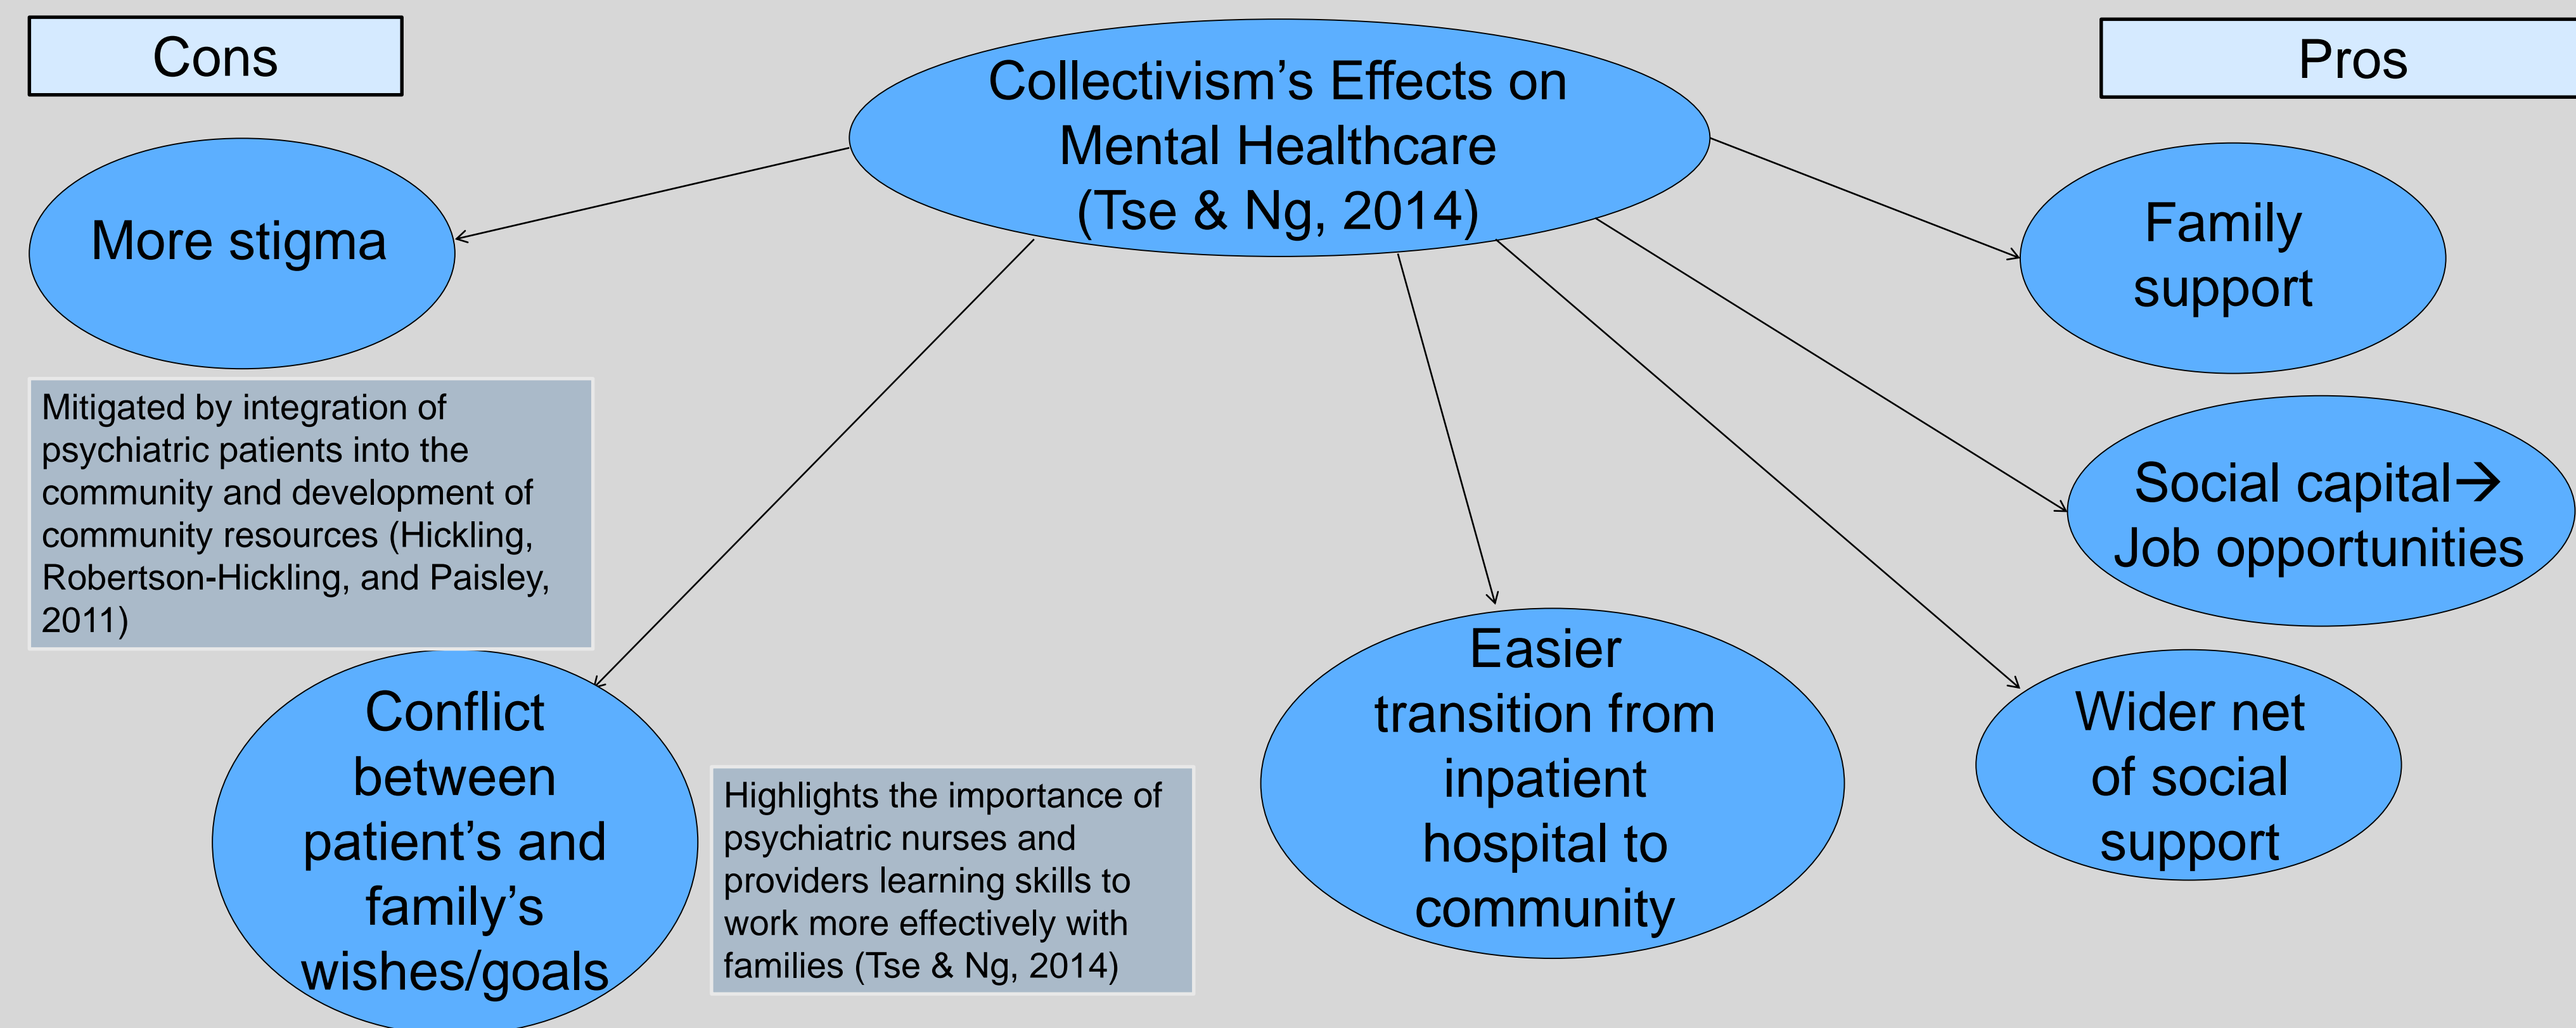 Cons
Collectivism’s Effects on
Mental Healthcare
(Tse & Ng, 2014)
Pros
More stigma
Family
support
Mitigated by integration of
psychiatric patients into the
community and development of
community resources (Hickling,
Robertson-Hickling, and Paisley,
2011)
Social capital→
Job opportunities
Conflict
between
patient’s and
family’s
wishes/goals
Highlights the importance of
psychiatric nurses and
providers learning skills to
work more effectively with
families (Tse & Ng, 2014)
Easier
transition from
inpatient
hospital to
community
Wider net
of social
support